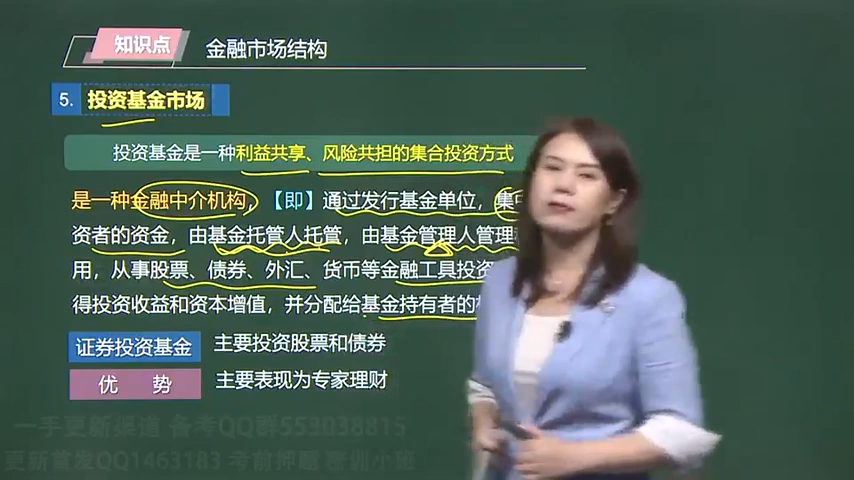 知识点 金融市场结构
5. 投资基金市场
投资基金是一种利益共享、风险共担的集合投资方式
是一种金融中介机构，【即】通过发行基金单位，集中
资者的资金，由基金托管人托管，由基金管理人管理
用，从事股票、债券、外汇、货币等金融工具投资
得投资收益和资本增值，并分配给基金持有者的
证券投资基金 主要投资股票和债券
优 势 主要表现为专家理财
一手更新渠道 备考QQ群553038815
更新首发QQ1463183 考前押题 密训小班